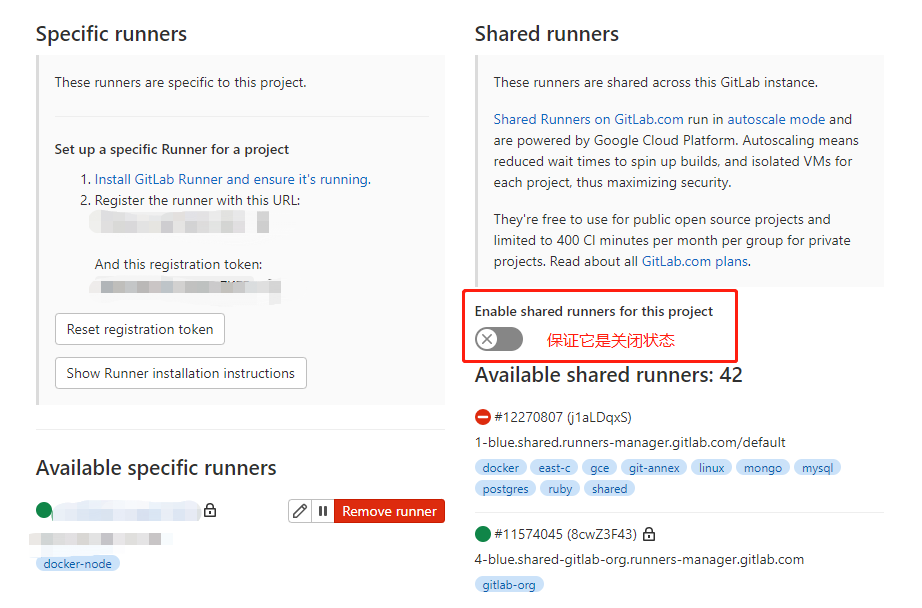 Specific runners
These runners are specific to this project.
Set up a specific Runner for a project
1. Install GitLab Runner and ensure it's running.
2. Register the runner with this URL:
And this registration token:
Reset registration token
Show Runner installation instructions
Available specific runners
Remove runner
docker-node
Shared runners
These runners are shared across this GitLab instance.
Shared Runners on GitLab.com run in autoscale mode and
are powered by Google Cloud Platform. Autoscaling means
reduced wait times to spin up builds, and isolated VMs for
each project, thus maximizing security.
They're free to use for public open source projects and
limited to 400 CI minutes per month per group for private
projects. Read about all GitLab.com plans.
Enable shared runners for this project
保证它是关闭状态
Available shared runners: 42
#12270807 (j1aLDqxS)
1-blue.shared.runners-manager.gitlab.com/default
docker east-c gce git-annex linux mongo mysql
postgres ruby shared
#11574045 (8cwZ3F43)
4-blue.shared-gitlab-org.runners-manager.gitlab.com
gitlab-org